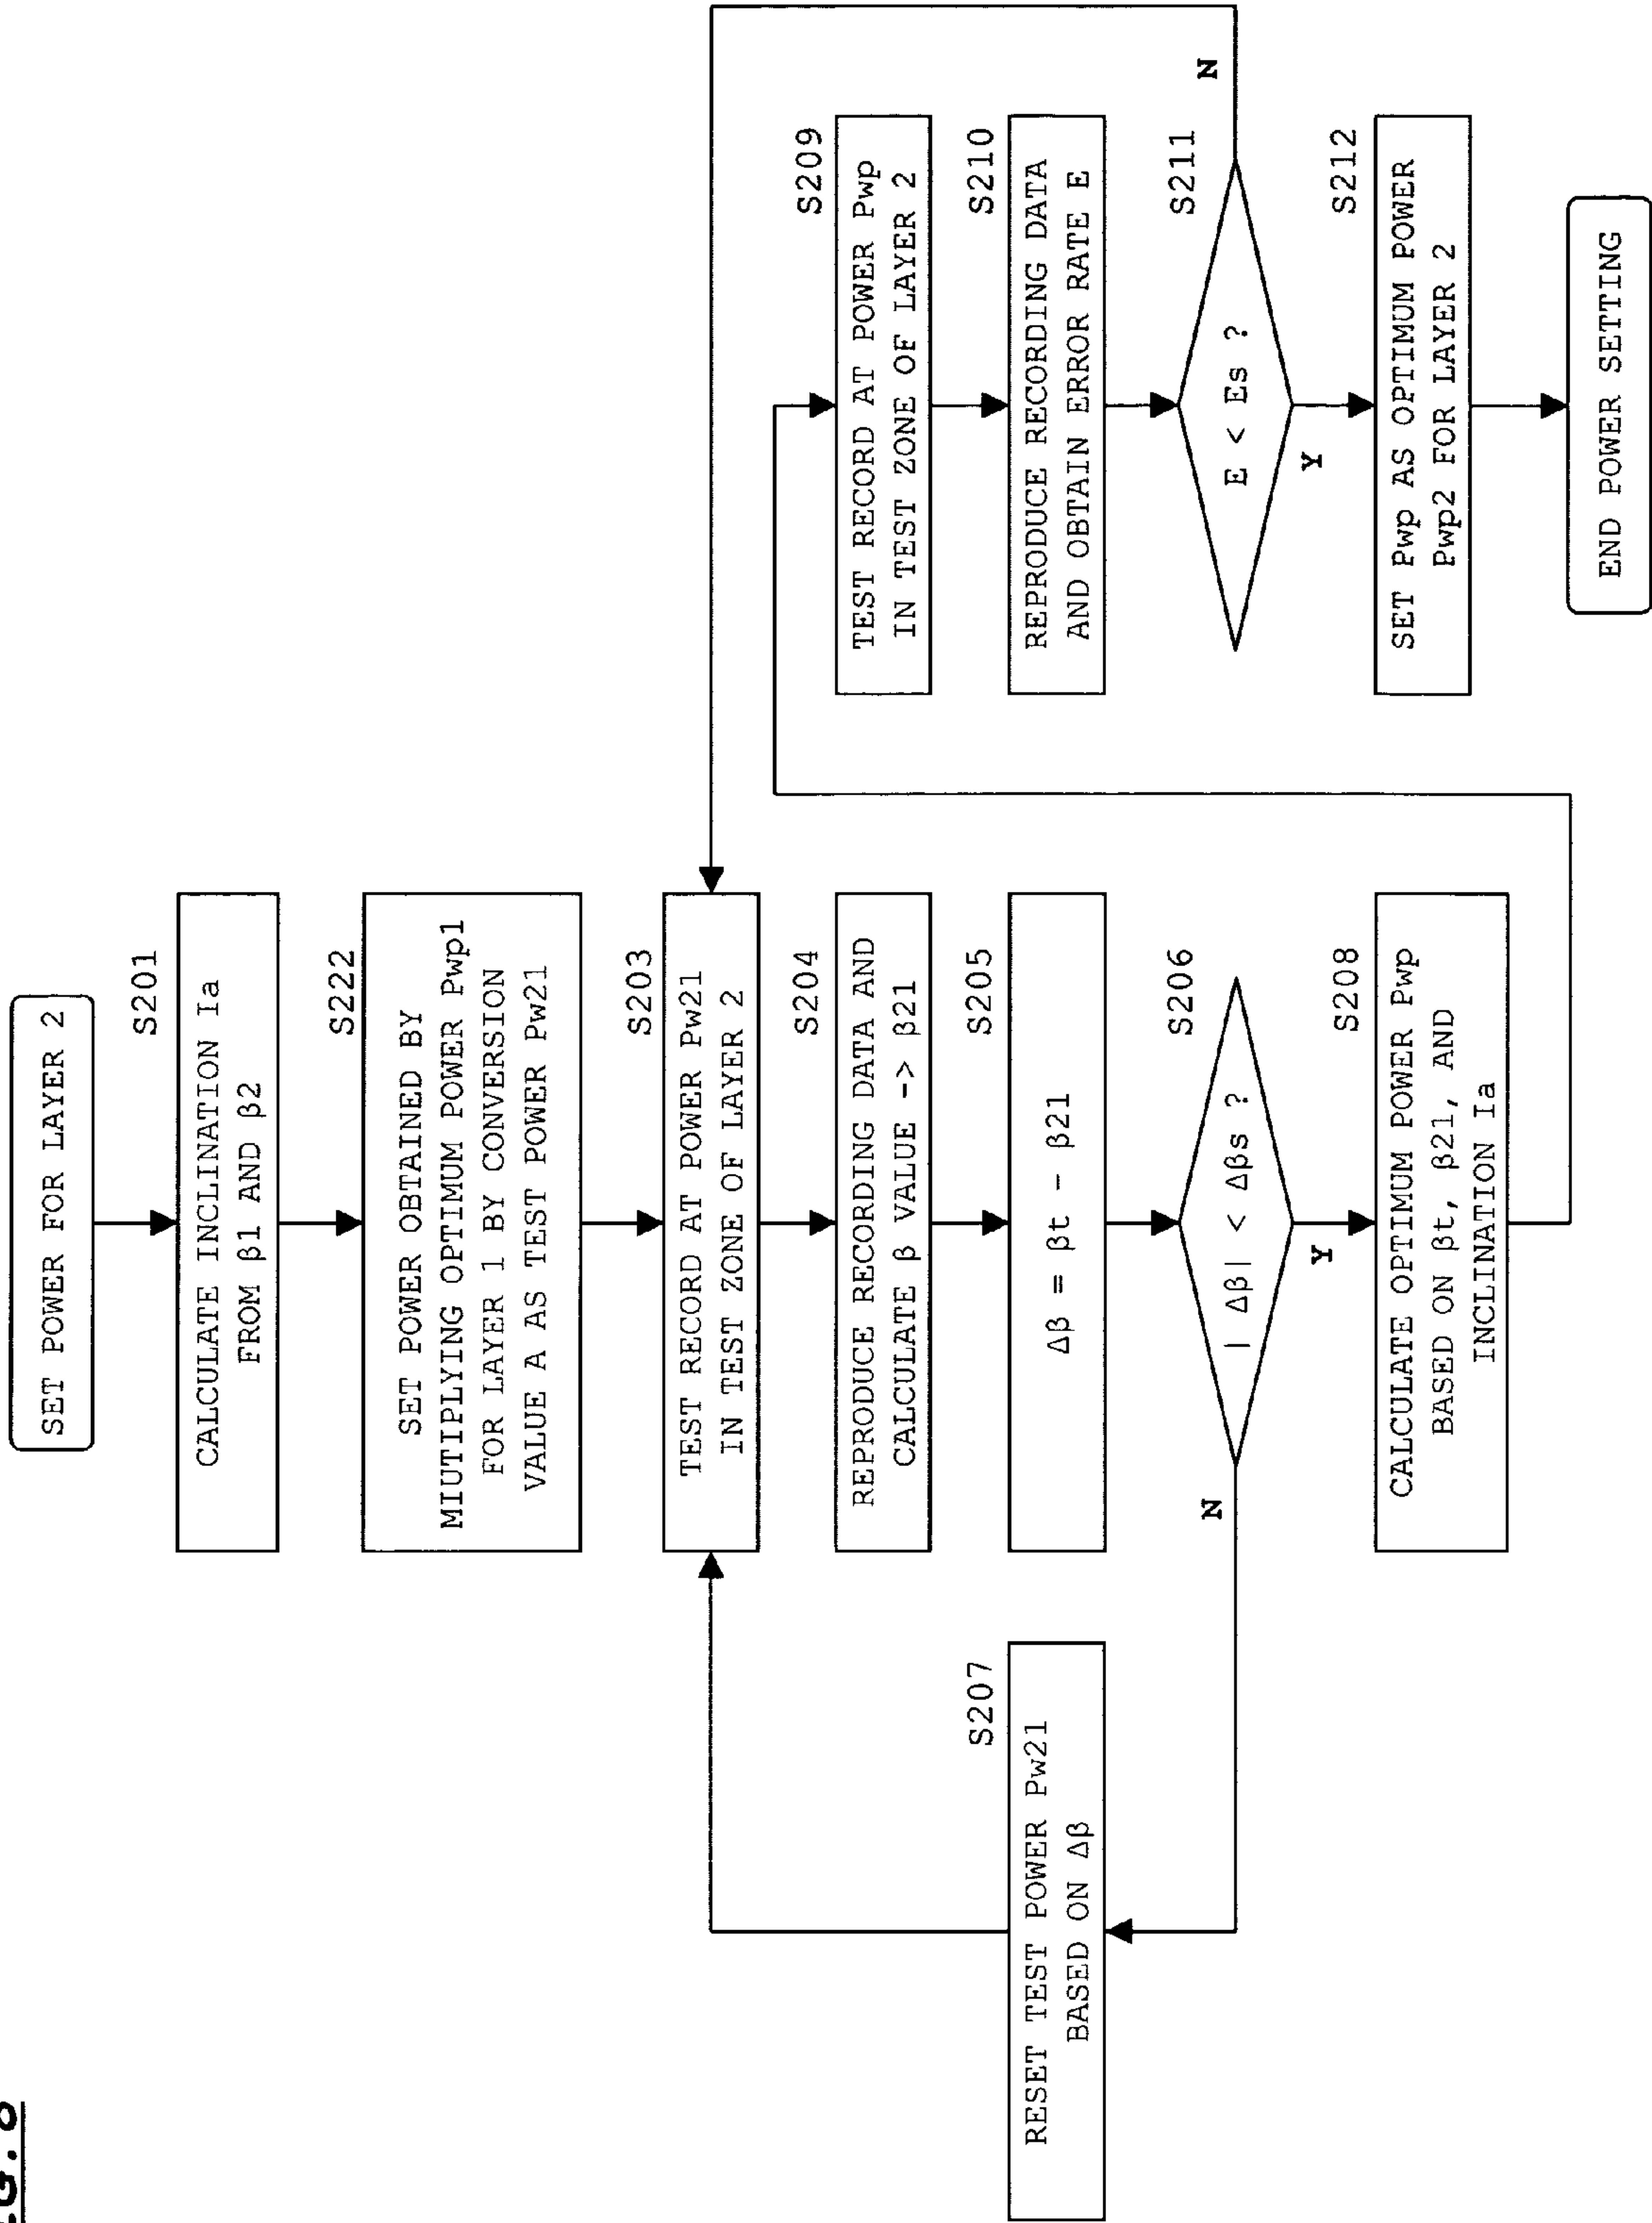 SET POWER FOR LAYER 2
S201
CALCULATE INCLINATION Ia
FROM β1 AND β2
S222
SET POWER OBTAINED BY
MIUTIPLYING OPTIMUM POWER Pwp1
FOR LAYER 1 BY CONVERSION
VALUE A AS TEST POWER Pw21
S203
TEST RECORD AT POWER Pw21
IN TEST ZONE OF LAYER 2
S204
REPRODUCE RECORDING DATA AND
CALCULATE β VALUE -> β21
S205
Δβ = βt - β21
S206
| Δβ| < Δβs ?
N
Y
S207
RESET TEST POWER Pw21
BASED ON Δβ
S208
CALCULATE OPTIMUM POWER Pwp
BASED ON βt, β21, AND
INCLINATION Ia
S209
TEST RECORD AT POWER Pwp
IN TEST ZONE OF LAYER 2
S210
REPRODUCE RECORDING DATA
AND OBTAIN ERROR RATE E
S211
E < Es ?
N
Y
S212
SET Pwp AS OPTIMUM POWER
Pwp2 FOR LAYER 2
END POWER SETTING